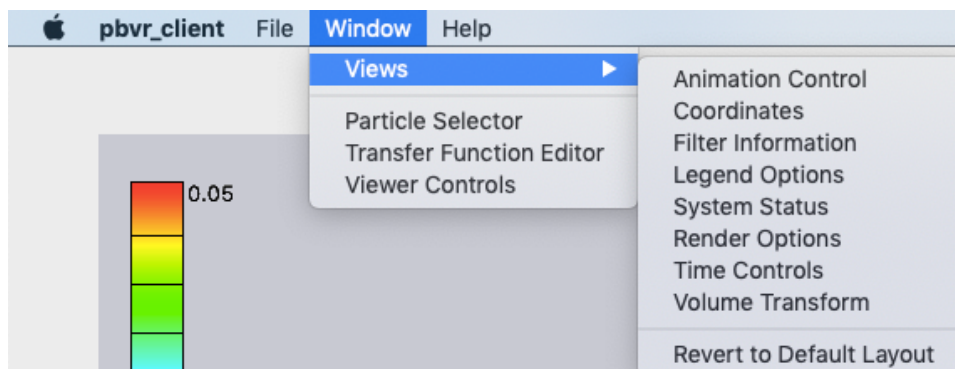 pbvr_client File Window Help
Views
Particle Selector
Transfer Function Editor
Viewer Controls
Animation Control
Coordinates
Filter Information
Legend Options
System Status
Render Options
Time Controls
Volume Transform
Revert to Default Layout
0.05